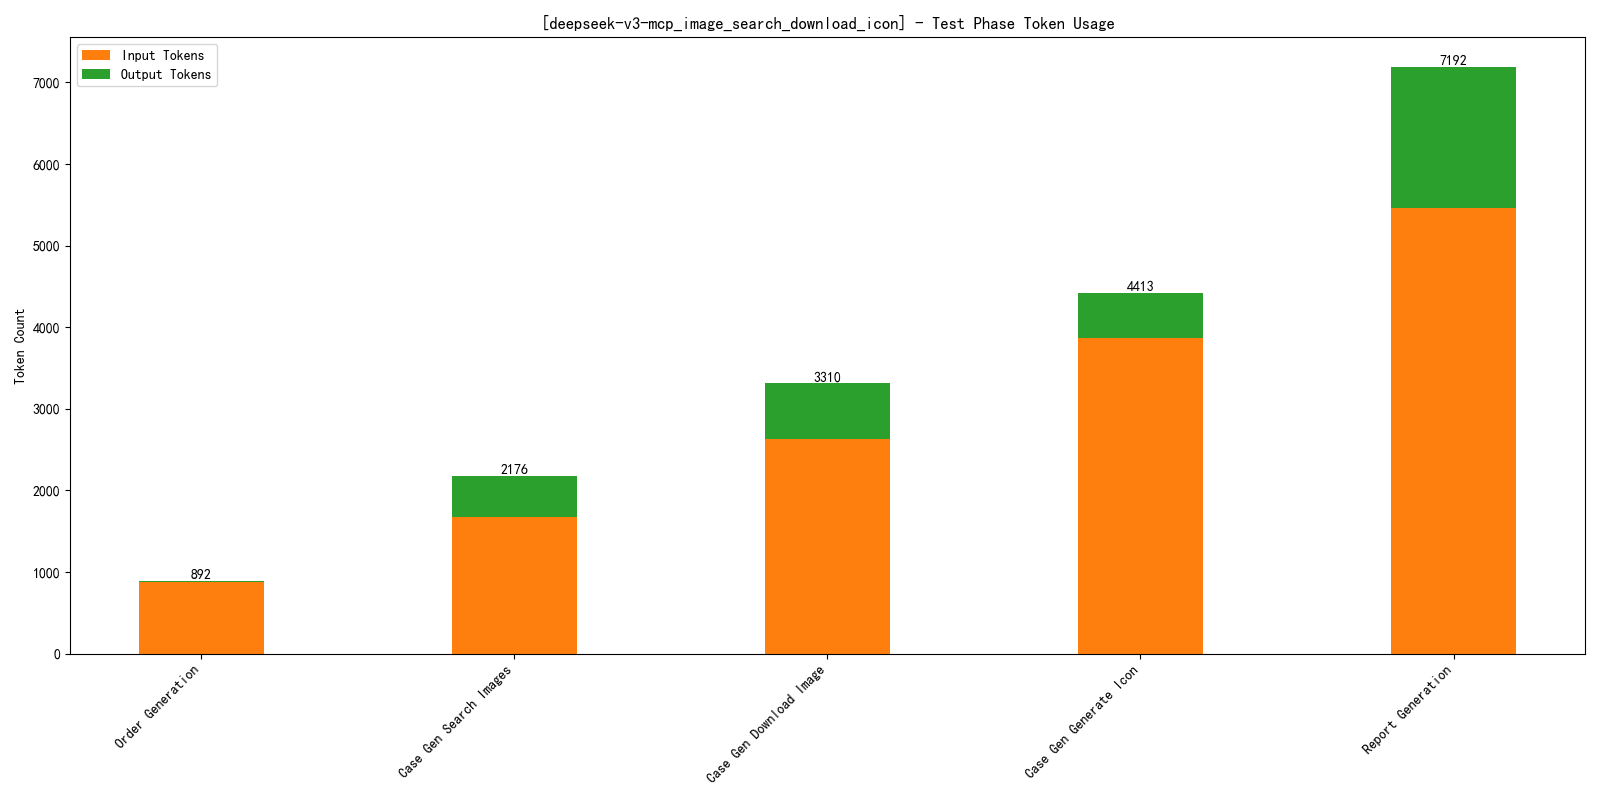 [deepseek-v3-mcp_image_search_download_icon] - Test Phase Token Usage
Input Tokens
Output Tokens
Token Count
7000
6000
5000
4000
3000
2000
1000
0
892
2176
3310
4413
7192
Order Generation
Case Gen Search Images
Case Gen Download Image
Case Gen Generate Icon
Report Generation